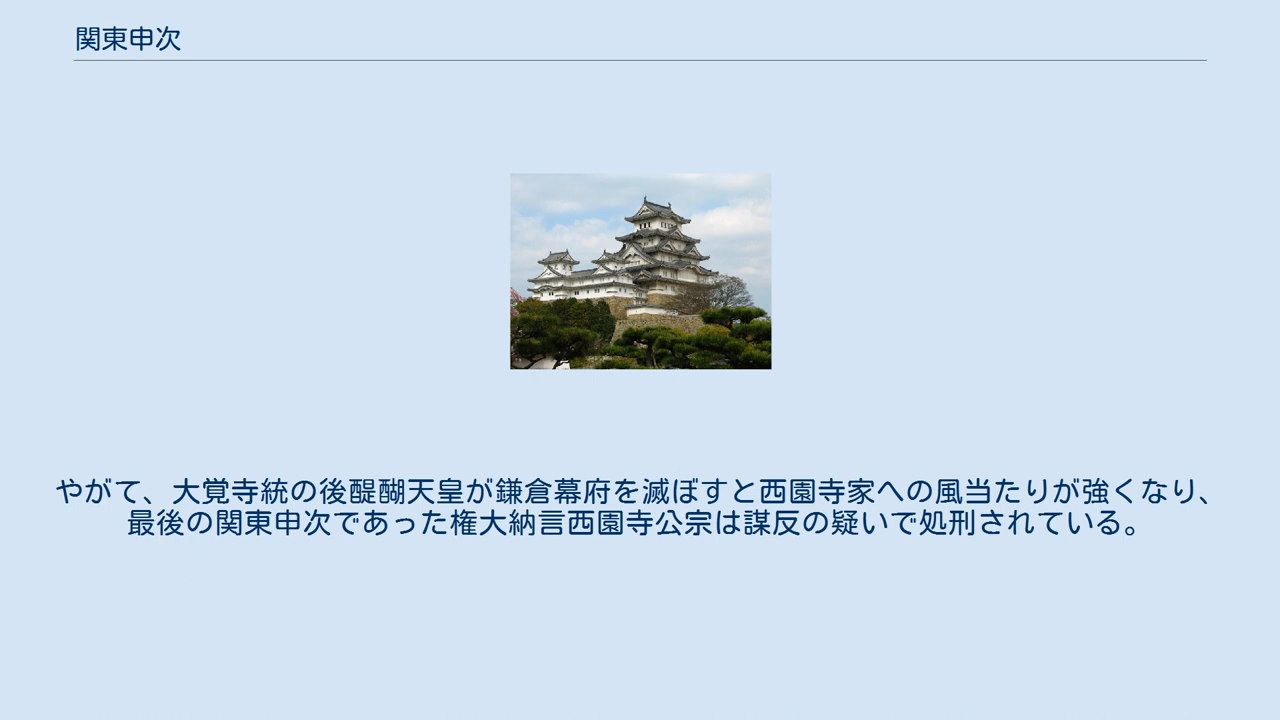 関東申次
やがて、大覚寺統の後醍醐天皇が鎌倉幕府を滅ぼすと西園寺家への風当たりが強くなり、
最後の関東申次であった権大納言西園寺公宗は謀反の疑いで処刑されている。